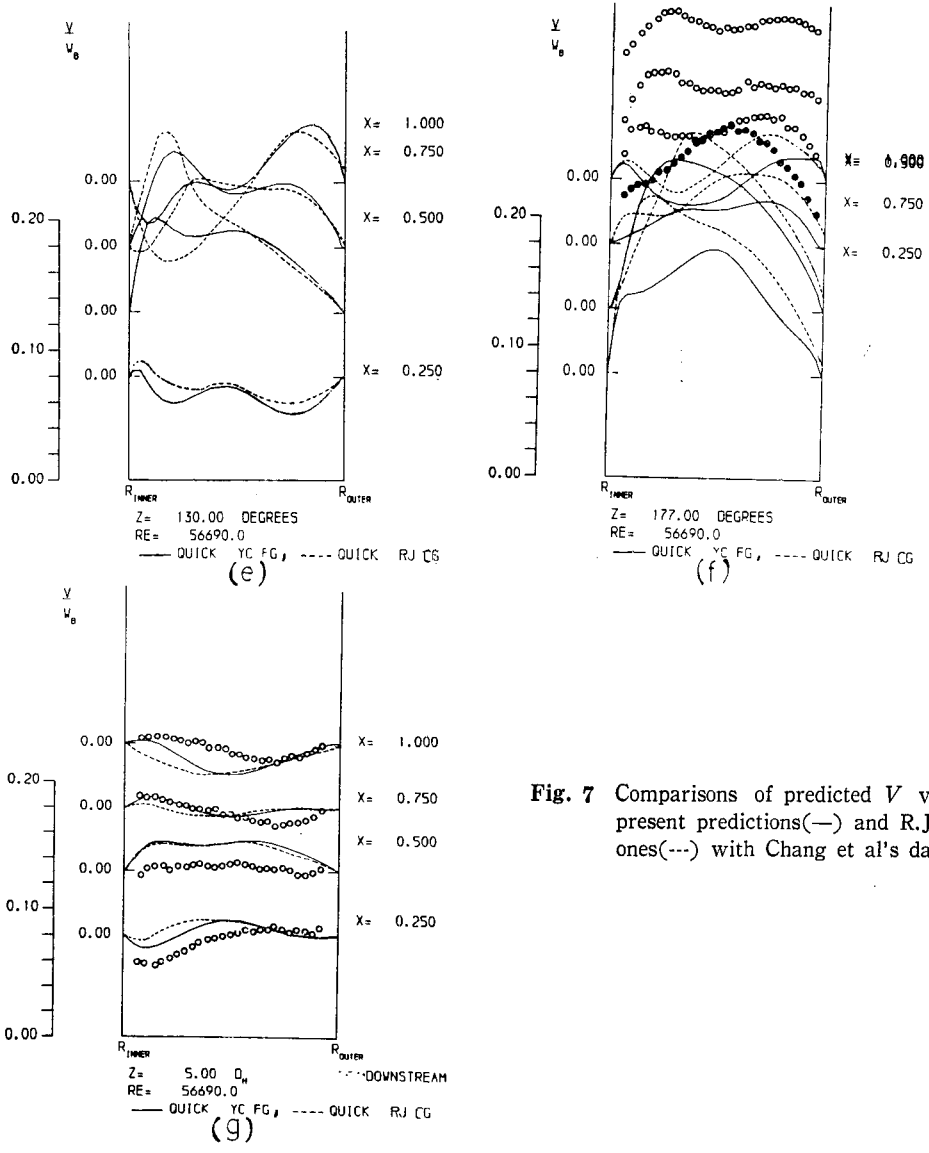 V
W_B
X= 1.000
X= 0.750
0.00
0.20
X= 0.500
0.00
0.00
0.10
X= 0.250
0.00
0.00
R_INNER
R_OUTER
Z= 130.00 DEGREES
RE= 56690.0
— QUICK YC FG, ---- QUICK RJ CG
(e)
V
W_B
X=
0.00
X= 0.750
0.20
0.00
X= 0.250
0.00
0.10
0.00
0.00
R_INNER
R_OUTER
Z= 177.00 DEGREES
RE= 56690.0
— QUICK YC FG, ---- QUICK RJ CG
(f)
V
W_B
0.00
X= 1.000
0.20
X= 0.750
0.00
X= 0.500
0.00
0.10
X= 0.250
0.00
0.00
R_INNER
R_OUTER
Z= 5.00 D_H DOWNSTREAM
RE= 56690.0
— QUICK YC FG, ---- QUICK RJ CG
(g)
Fig. 7 Comparisons of predicted V v
present predictions(—) and R.J
ones(---) with Chang et al's da